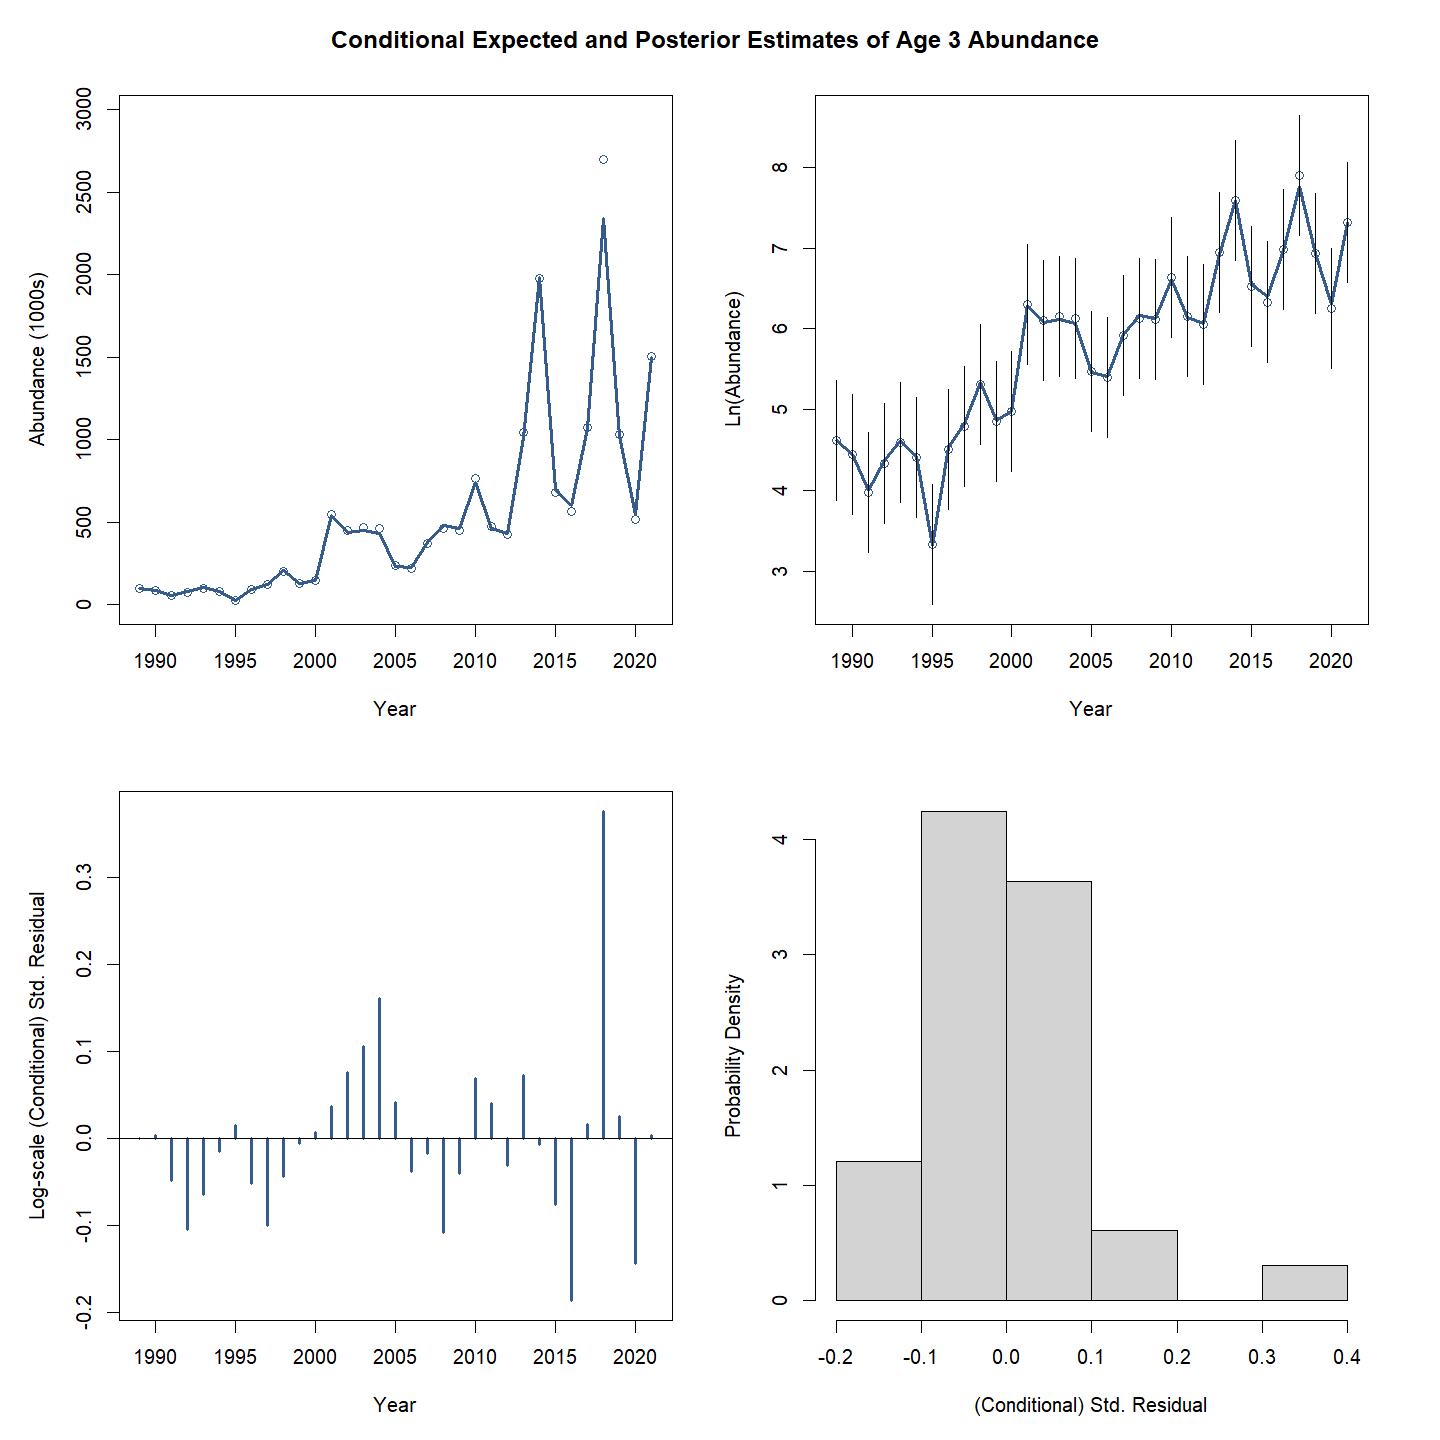 Conditional Expected and Posterior Estimates of Age 3 Abundance
Abundance (1000s)
0 500 1000 1500 2000 2500 3000
1990 1995 2000 2005 2010 2015 2020
Year
Ln(Abundance)
3 4 5 6 7 8
1990 1995 2000 2005 2010 2015 2020
Year
Log-scale (Conditional) Std. Residual
-0.2 -0.1 0.0 0.1 0.2 0.3
1990 1995 2000 2005 2010 2015 2020
Year
Probability Density
0 1 2 3 4
-0.2 -0.1 0.0 0.1 0.2 0.3 0.4
(Conditional) Std. Residual